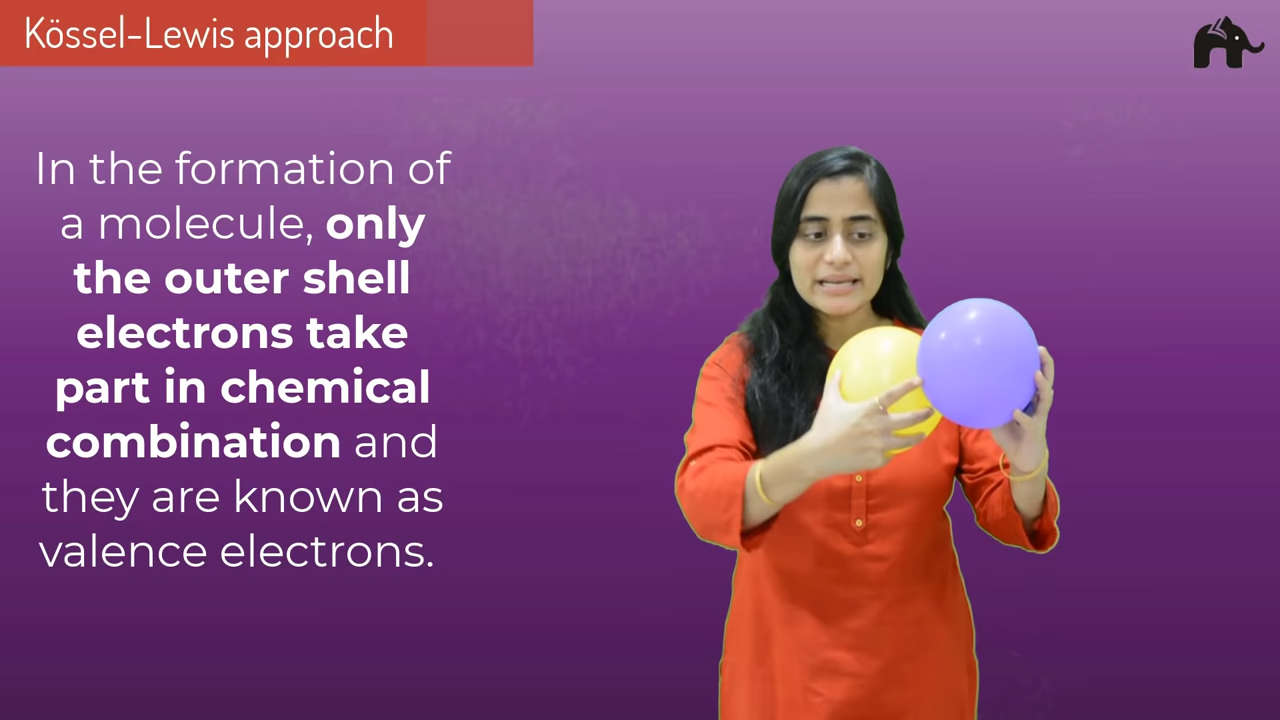 Kössel-Lewis approach
In the formation of
a molecule, only
the outer shell
electrons take
part in chemical
combination and
they are known as
valence electrons.